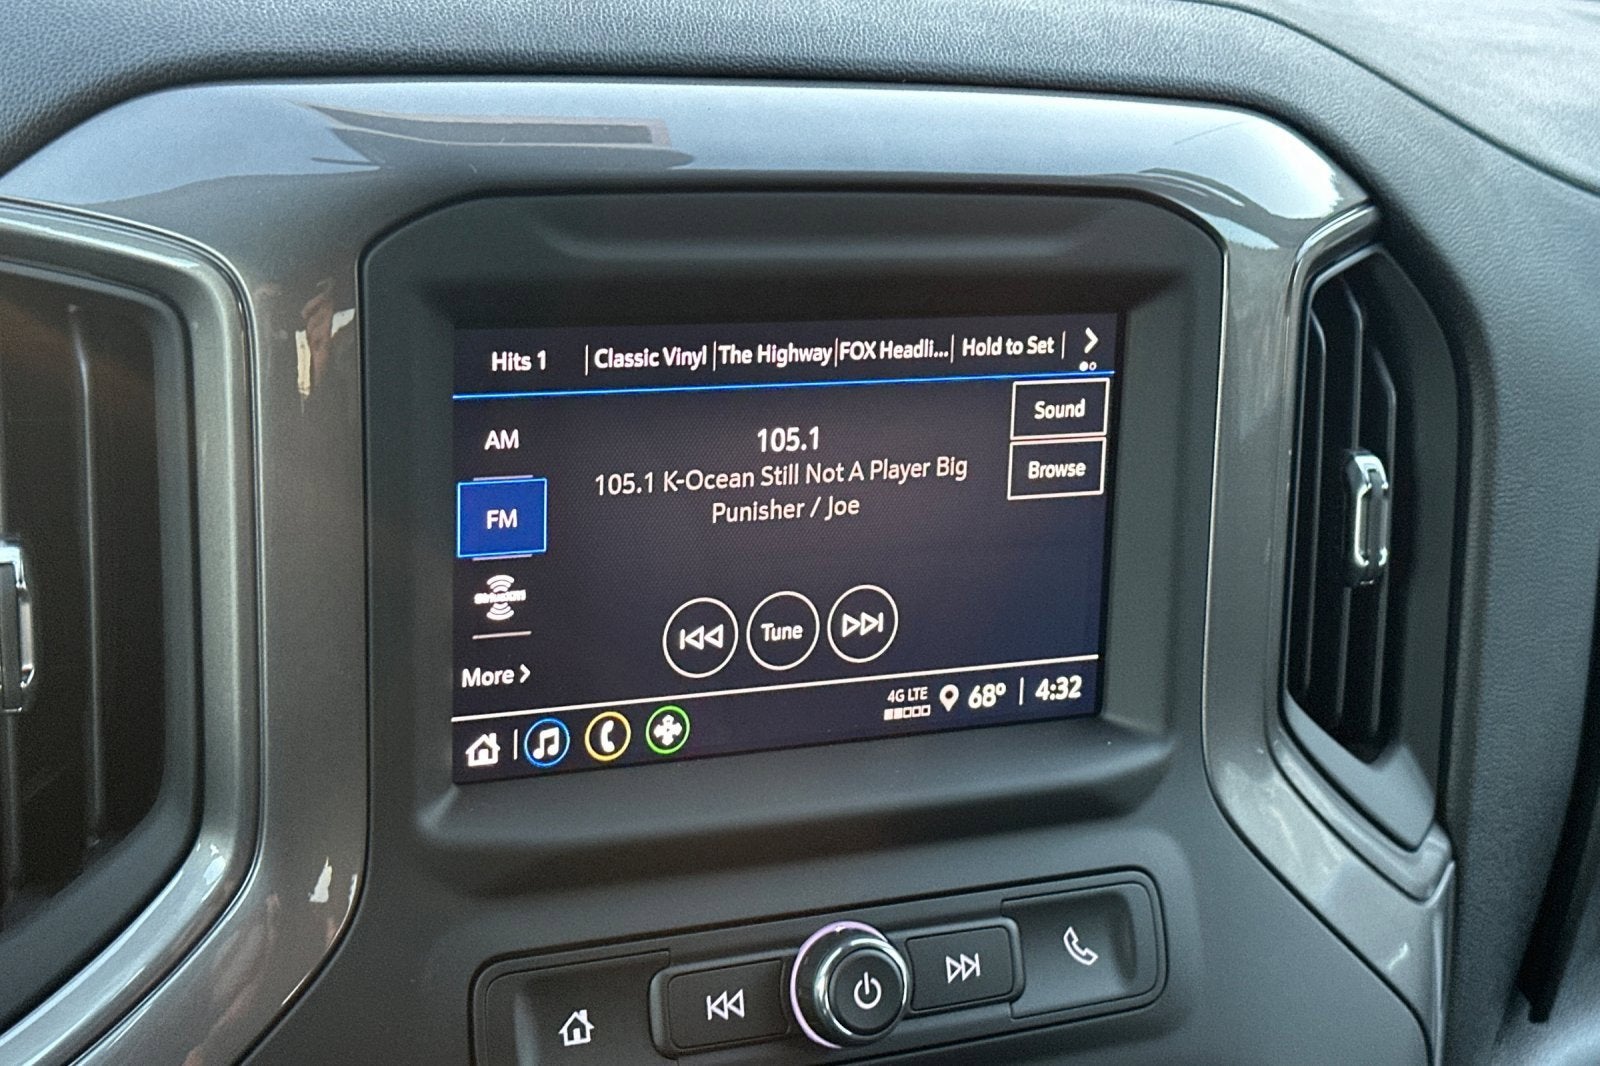 Hits 1 | Classic Vinyl | The Highway | FOX Headli... | Hold to Set |
Sound
AM
105.1
105.1 K-Ocean Still Not A Player Big
Punisher / Joe
Browse
FM
SiriusXM
Tune
More
4G LTE 68° | 4:32